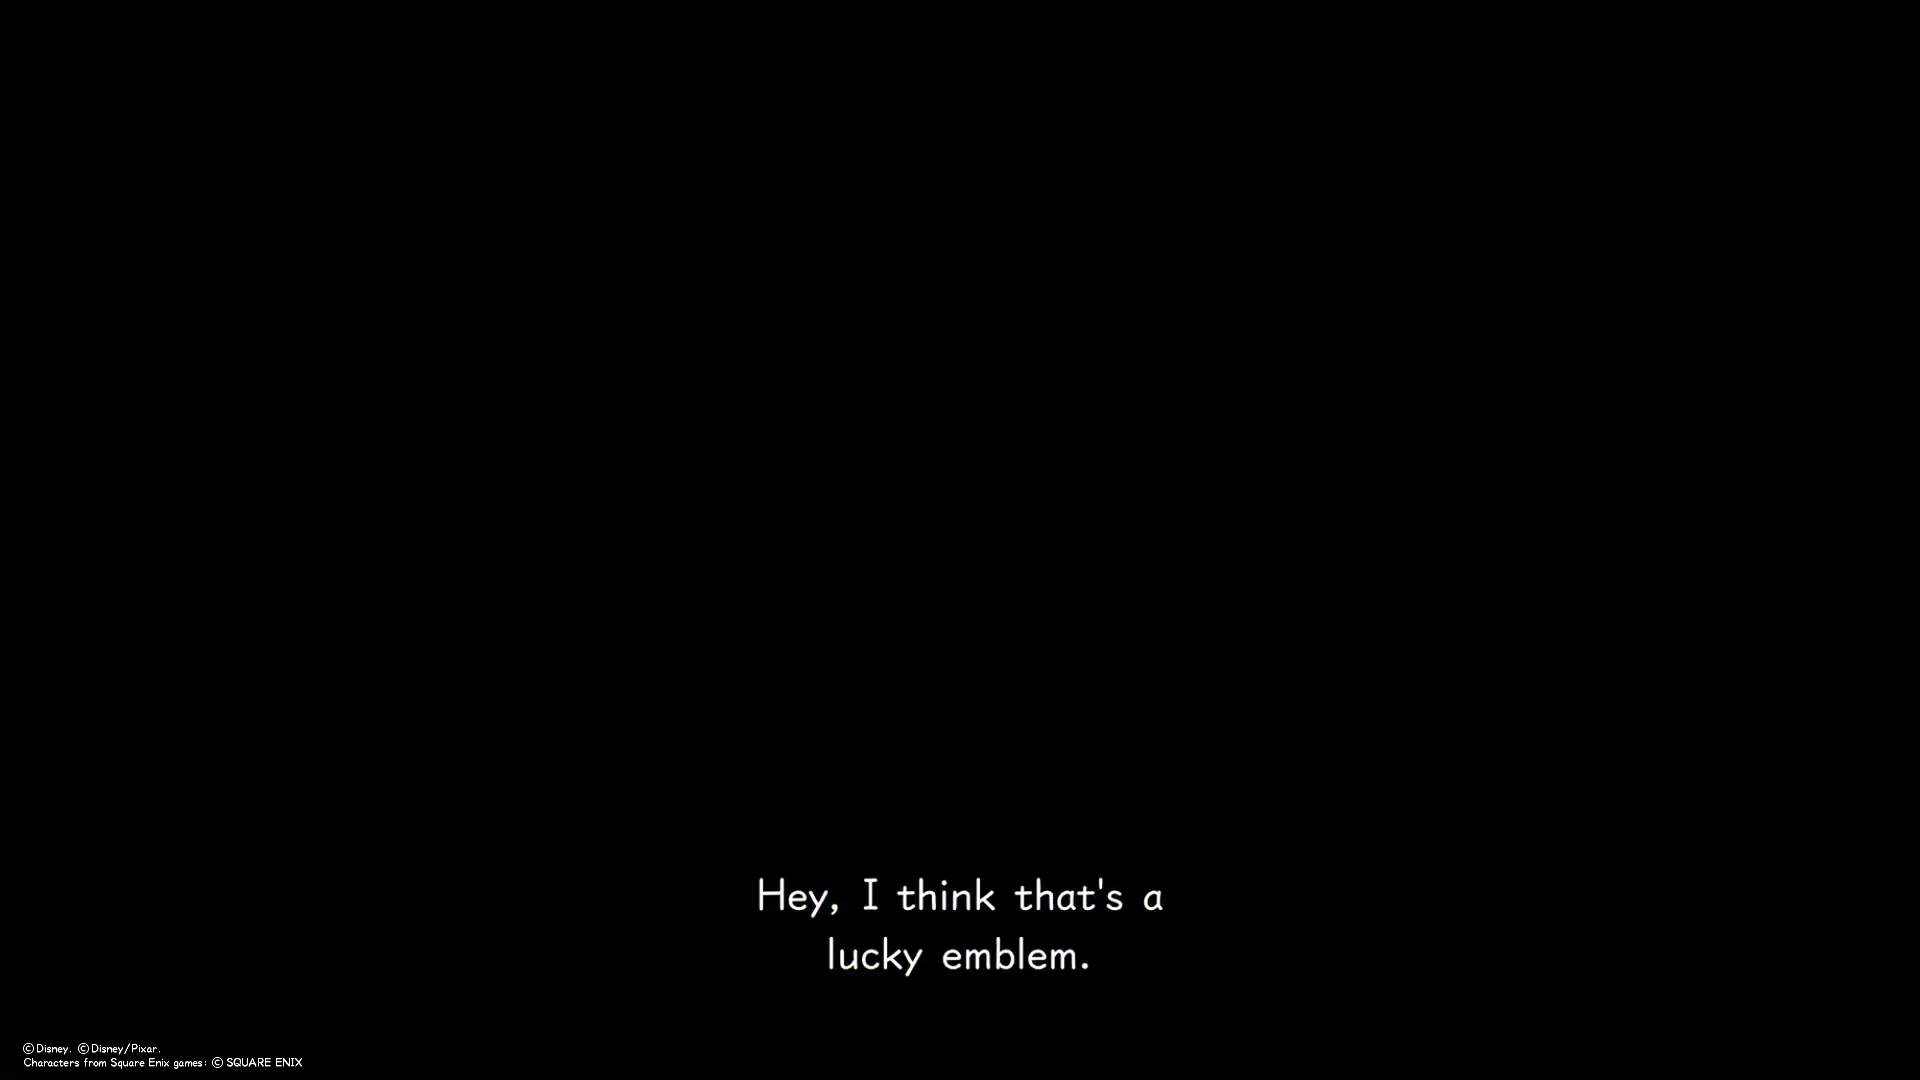 Hey, I think that's a
lucky emblem.
©Disney. ©Disney/Pixar.
Characters from Square Enix games: © SQUARE ENIX